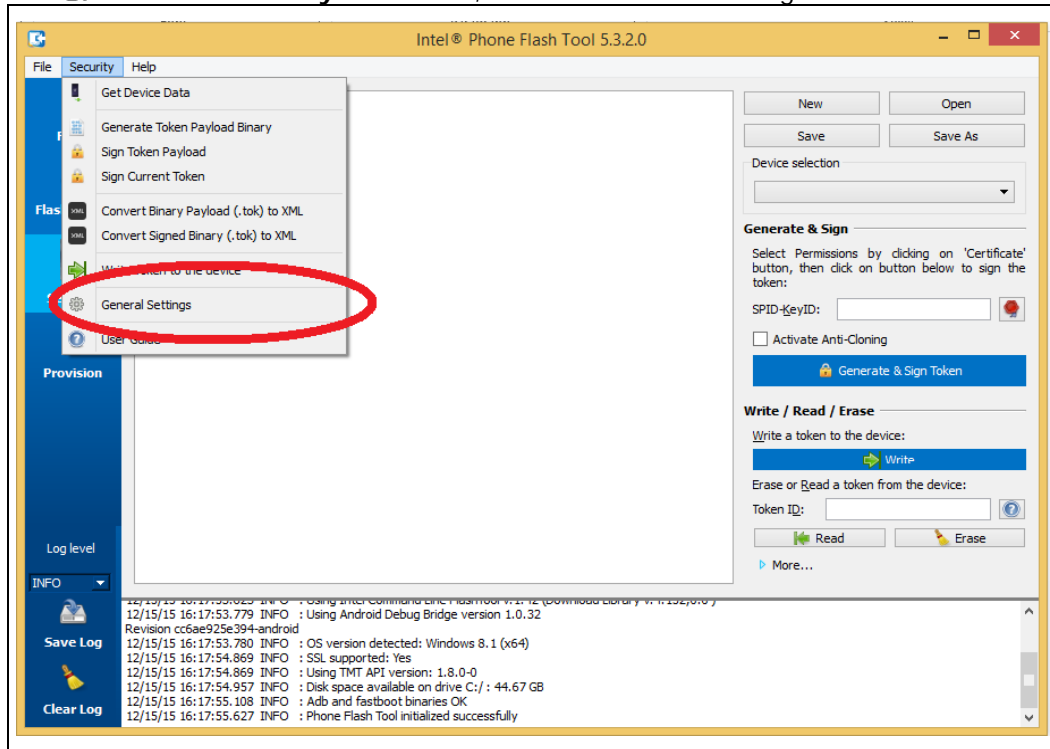 Intel® Phone Flash Tool 5.3.2.0
File Security Help
Get Device Data
Generate Token Payload Binary
Sign Token Payload
Sign Current Token
Convert Binary Payload (.tok) to XML
Convert Signed Binary (.tok) to XML
Write Token to the device
General Settings
User Guide
Flas
Provision
Log level
INFO
Save Log
Clear Log
New Open
Save Save As
Device selection
Generate & Sign
Select Permissions by clicking on 'Certificate'
button, then click on button below to sign the
token:
SPID-KeyID:
Activate Anti-Cloning
Generate & Sign Token
Write / Read / Erase
Write a token to the device:
Write
Erase or Read a token from the device:
Token ID:
Read Erase
More...
12/15/15 16:17:53.779 INFO : Using Android Debug Bridge version 1.0.32
Revision cc6ae925e394-android
12/15/15 16:17:53.780 INFO : OS version detected: Windows 8.1 (x64)
12/15/15 16:17:54.869 INFO : SSL supported: Yes
12/15/15 16:17:54.869 INFO : Using TMT API version: 1.8.0-0
12/15/15 16:17:54.957 INFO : Disk space available on drive C:/ : 44.67 GB
12/15/15 16:17:55.108 INFO : Adb and fastboot binaries OK
12/15/15 16:17:55.627 INFO : Phone Flash Tool initialized successfully